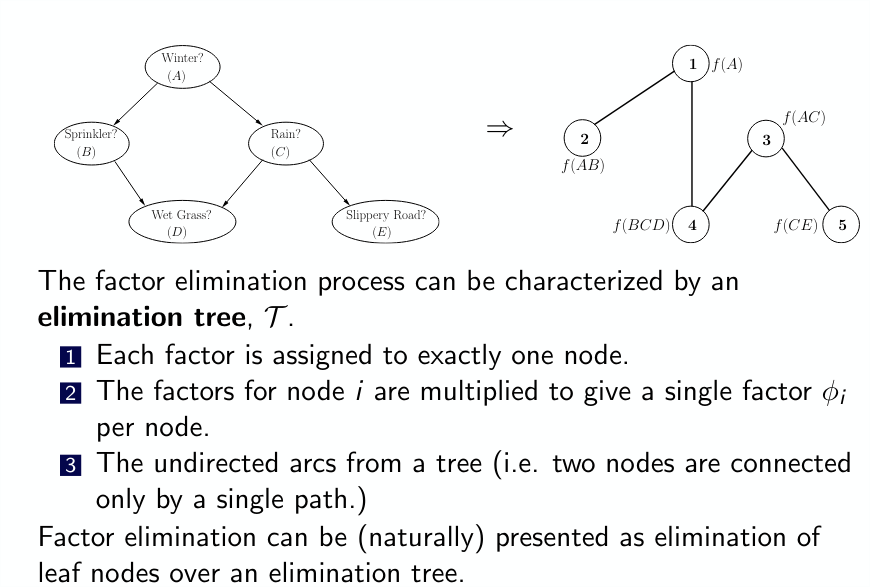 Winter?
(A)
Sprinkler?
(B)
Rain?
(C)
Wet Grass?
(D)
Slippery Road?
(E)
⇒
1 f(A)
2
f(AB)
f(AC)
3
f(BCD) 4
f(CE) 5
The factor elimination process can be characterized by an
elimination tree, 𝒯.
1 Each factor is assigned to exactly one node.
2 The factors for node i are multiplied to give a single factor ϕᵢ
per node.
3 The undirected arcs from a tree (i.e. two nodes are connected
only by a single path.)
Factor elimination can be (naturally) presented as elimination of
leaf nodes over an elimination tree.